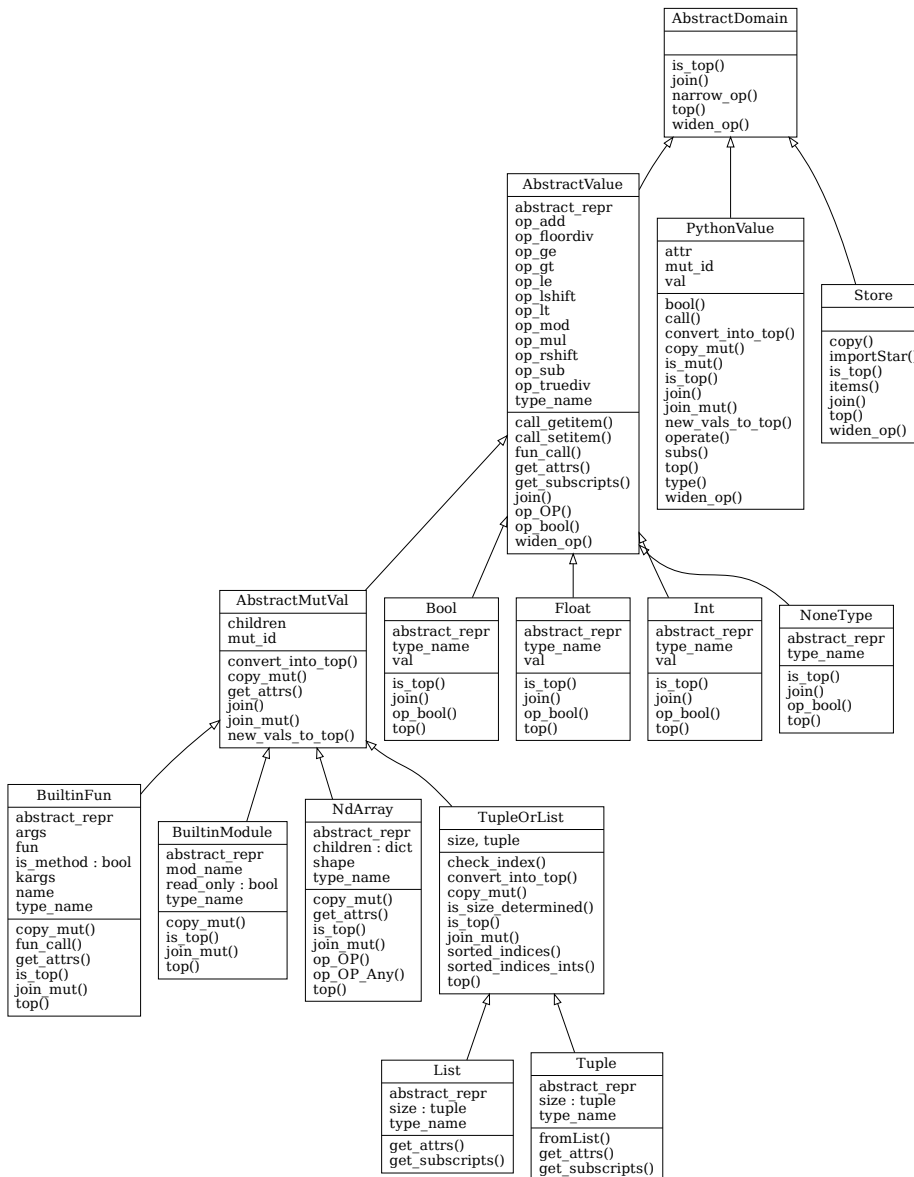 AbstractDomain
is_top()
join()
narrow_op()
top()
widen_op()
AbstractValue
abstract_repr
op_add
op_floordiv
op_ge
op_gt
op_le
op_lshift
op_lt
op_mod
op_mul
op_rshift
op_sub
op_truediv
type_name
call_getitem()
call_setitem()
fun_call()
get_attrs()
get_subscripts()
join()
op_OP()
op_bool()
widen_op()
PythonValue
attr
mut_id
val
bool()
call()
convert_into_top()
copy_mut()
is_mut()
is_top()
join()
join_mut()
new_vals_to_top()
operate()
subs()
top()
type()
widen_op()
Store
copy()
importStar()
is_top()
items()
join()
top()
widen_op()
AbstractMutVal
children
mut_id
convert_into_top()
copy_mut()
get_attrs()
join()
join_mut()
new_vals_to_top()
Bool
abstract_repr
type_name
val
is_top()
join()
op_bool()
top()
Float
abstract_repr
type_name
val
is_top()
join()
op_bool()
top()
Int
abstract_repr
type_name
val
is_top()
join()
op_bool()
top()
NoneType
abstract_repr
type_name
is_top()
join()
op_bool()
top()
BuiltinFun
abstract_repr
args
fun
is_method : bool
kargs
name
type_name
copy_mut()
fun_call()
get_attrs()
is_top()
join_mut()
top()
BuiltinModule
abstract_repr
mod_name
read_only : bool
type_name
copy_mut()
is_top()
join_mut()
top()
NdArray
abstract_repr
children : dict
shape
type_name
copy_mut()
get_attrs()
is_top()
join_mut()
op_OP()
op_OP_Any()
top()
TupleOrList
size, tuple
check_index()
convert_into_top()
copy_mut()
is_size_determined()
is_top()
join_mut()
sorted_indices()
sorted_indices_ints()
top()
List
abstract_repr
size : tuple
type_name
get_attrs()
get_subscripts()
Tuple
abstract_repr
size : tuple
type_name
fromList()
get_attrs()
get_subscripts()